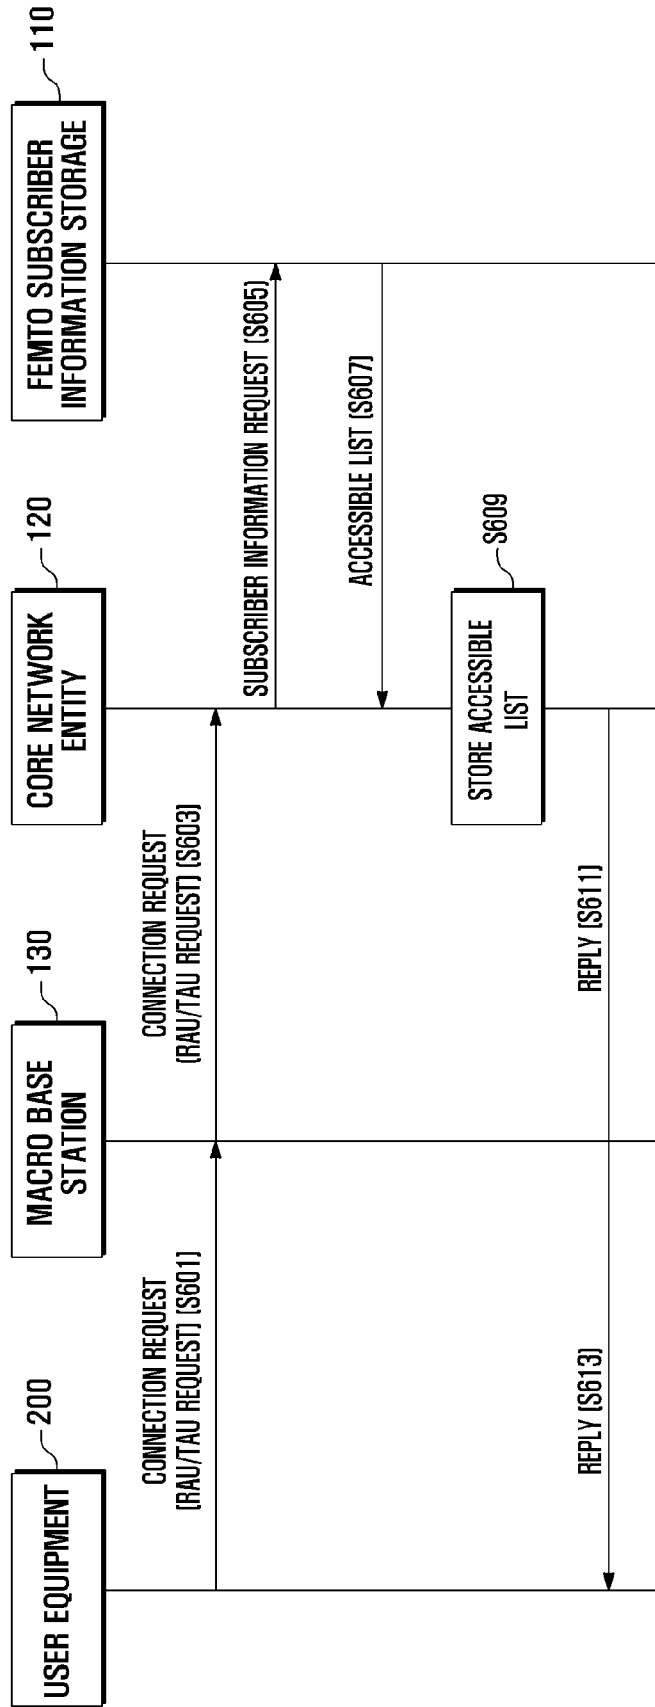 USER EQUIPMENT
200
MACRO BASE
STATION
130
CORE NETWORK
ENTITY
120
FEMTO SUBSCRIBER
INFORMATION STORAGE
110
CONNECTION REQUEST
(RAU/TAU REQUEST) (S601)
CONNECTION REQUEST
(RAU/TAU REQUEST) (S603)
SUBSCRIBER INFORMATION REQUEST (S605)
ACCESSIBLE LIST (S607)
STORE ACCESSIBLE
LIST
S609
REPLY (S611)
REPLY (S613)